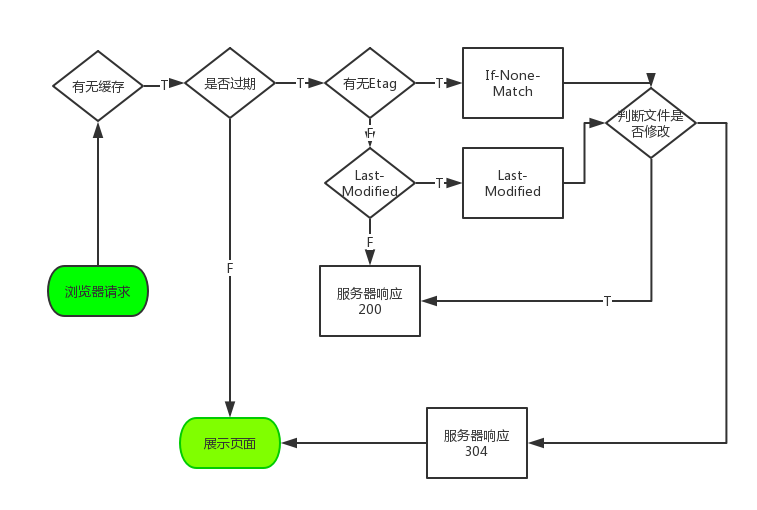 有无缓存
T
是否过期
T
有无Etag
T
If-None-
Match
判断文件是
否修改
F
Last-
Modified
T
Last-
Modified
F
F
浏览器请求
服务器响应
200
T
展示页面
服务器响应
304